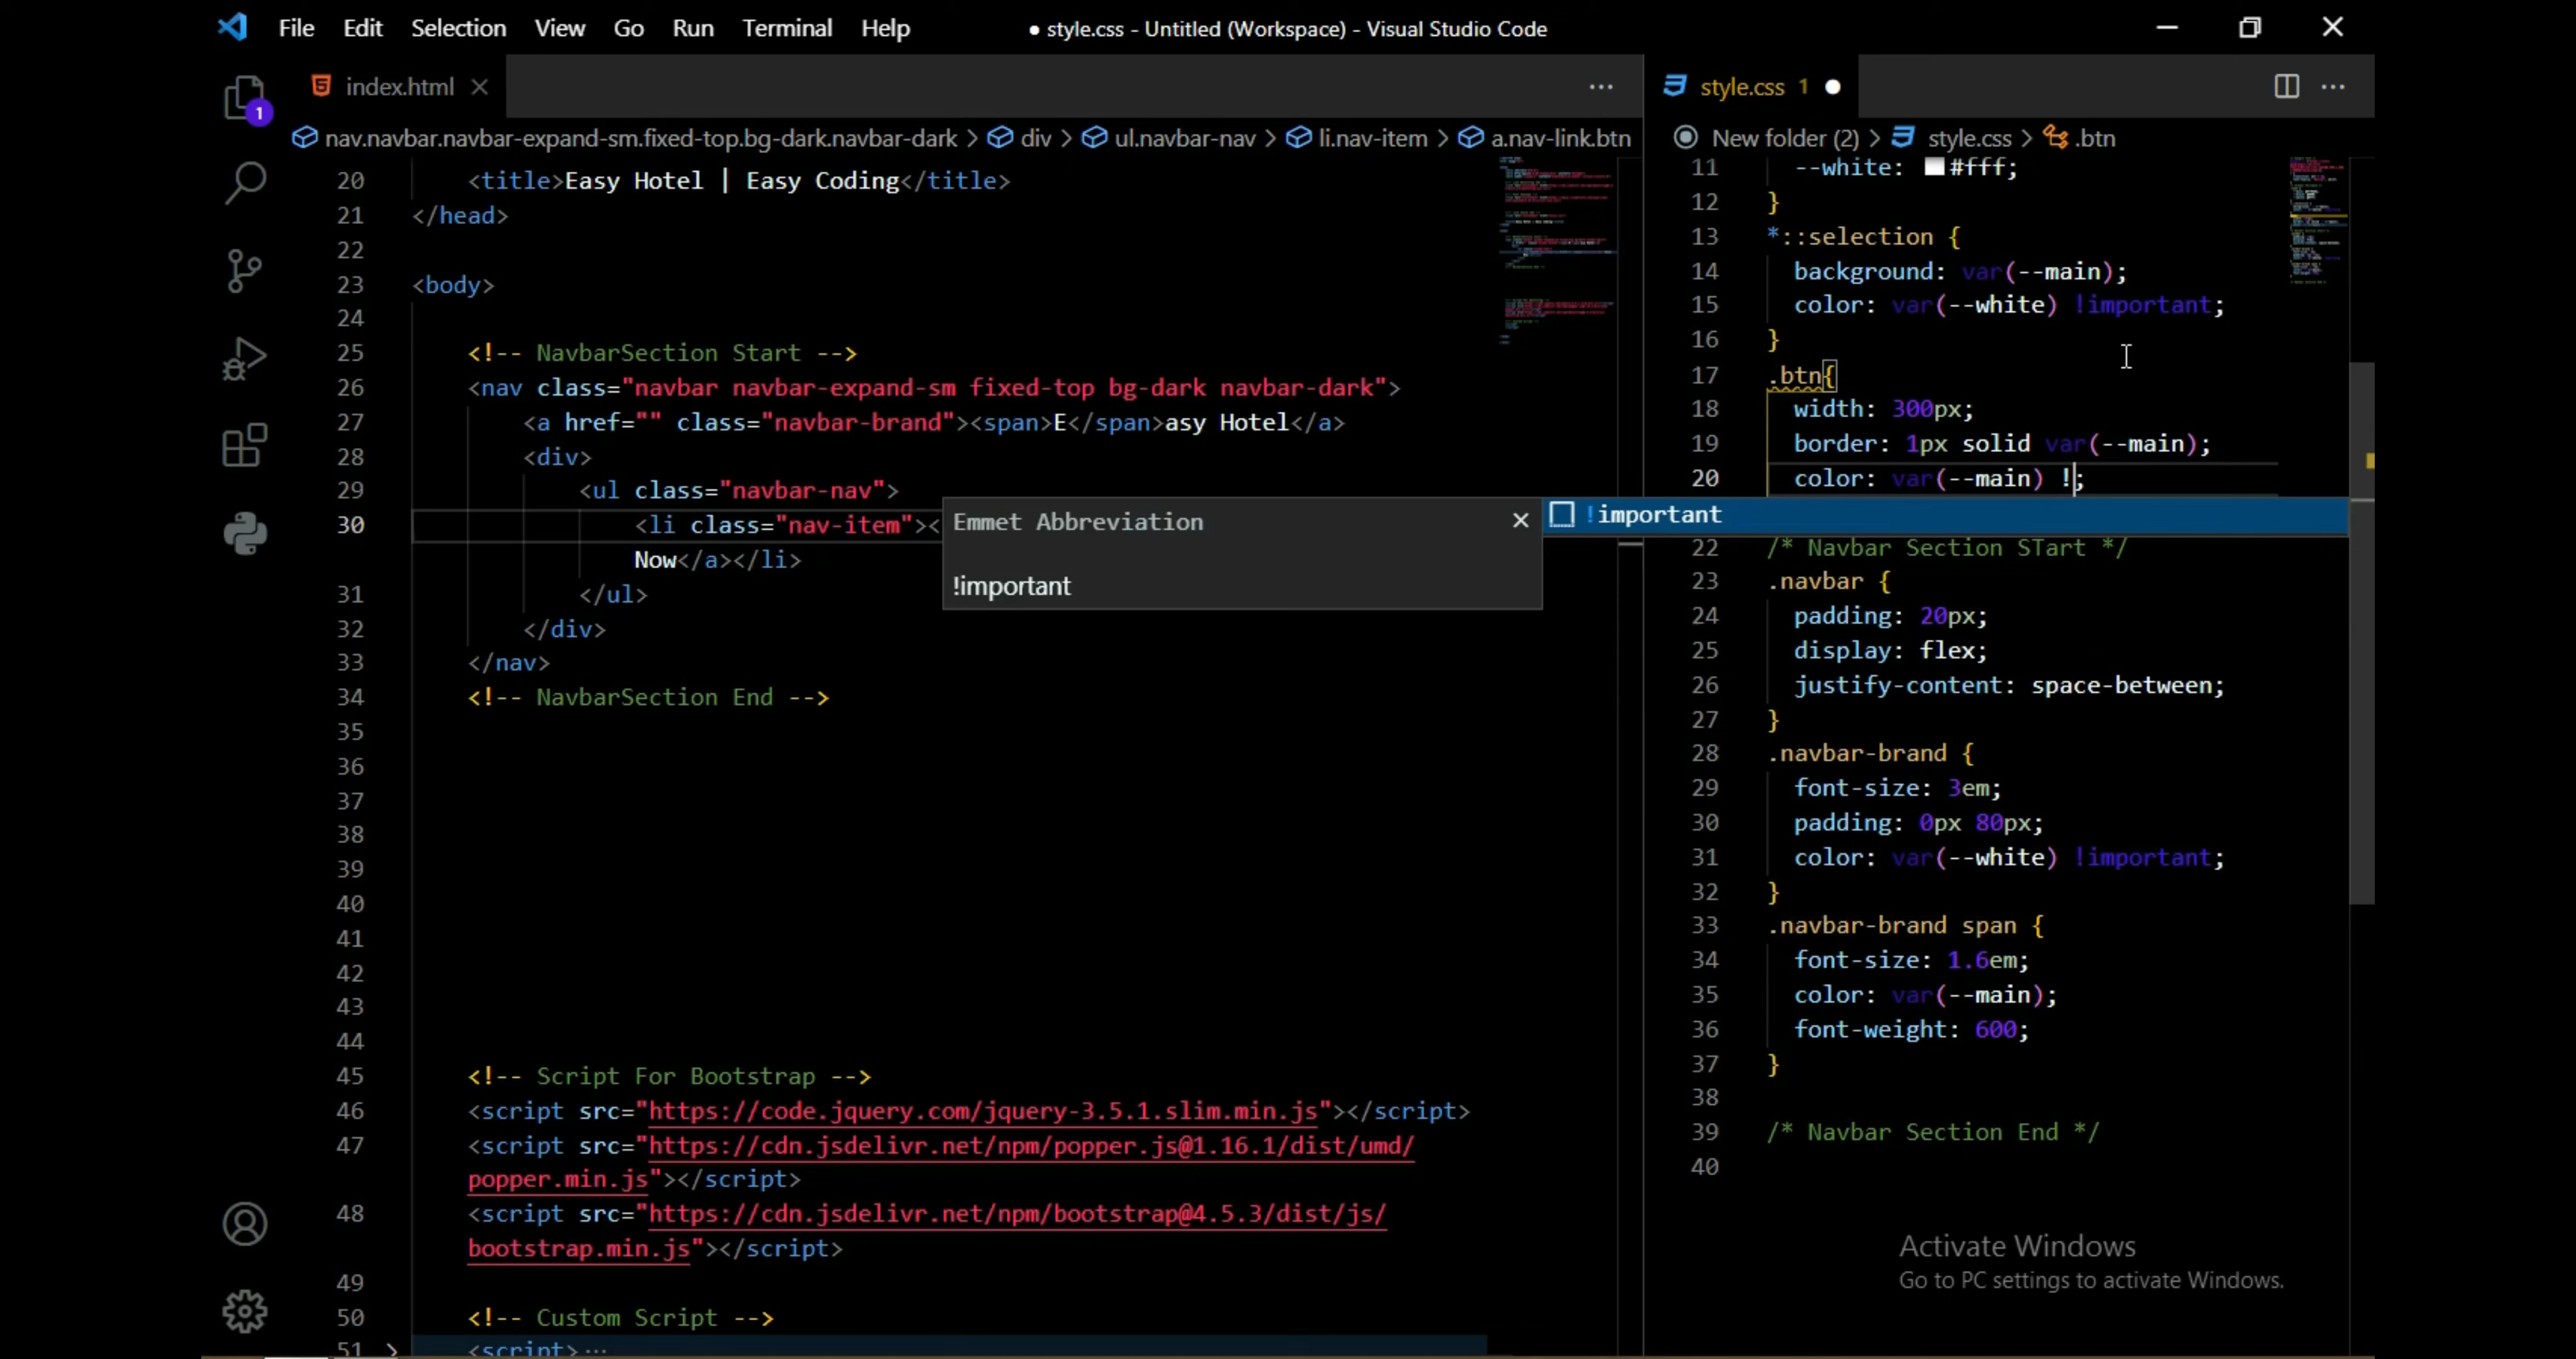 File Edit Selection View Go Run Terminal Help ● style.css - Untitled (Workspace) - Visual Studio Code
index.html
nav.navbar.navbar-expand-sm.fixed-top.bg-dark.navbar-dark > div > ul.navbar-nav > li.nav-item > a.nav-link.btn
1
20 <title>Easy Hotel | Easy Coding</title>
21 </head>
22
23 <body>
24
25 <!-- NavbarSection Start -->
26 <nav class="navbar navbar-expand-sm fixed-top bg-dark navbar-dark">
27 <a href="" class="navbar-brand"><span>E</span>asy Hotel</a>
28 <div>
29 <ul class="navbar-nav">
30 <li class="nav-item"><
Now</a></li>
31 </ul>
32 </div>
33 </nav>
34 <!-- NavbarSection End -->
35
36
37
38
39
40
41
42
43
44
45 <!-- Script For Bootstrap -->
46 <script src="https://code.jquery.com/jquery-3.5.1.slim.min.js"></script>
47 <script src="https://cdn.jsdelivr.net/npm/popper.js@1.16.1/dist/umd/
popper.min.js"></script>
48 <script src="https://cdn.jsdelivr.net/npm/bootstrap@4.5.3/dist/js/
bootstrap.min.js"></script>
49
50 <!-- Custom Script -->
51 <script>…
Emmet Abbreviation
!important
!important
style.css 1
New folder (2) > style.css > .btn
11 --white: #fff;
12 }
13 *::selection {
14 background: var(--main);
15 color: var(--white) !important;
16 }
17 .btn{
18 width: 300px;
19 border: 1px solid var(--main);
20 color: var(--main) !;
22 /* Navbar Section STart */
23 .navbar {
24 padding: 20px;
25 display: flex;
26 justify-content: space-between;
27 }
28 .navbar-brand {
29 font-size: 3em;
30 padding: 0px 80px;
31 color: var(--white) !important;
32 }
33 .navbar-brand span {
34 font-size: 1.6em;
35 color: var(--main);
36 font-weight: 600;
37 }
38
39 /* Navbar Section End */
40
Activate Windows
Go to PC settings to activate Windows.